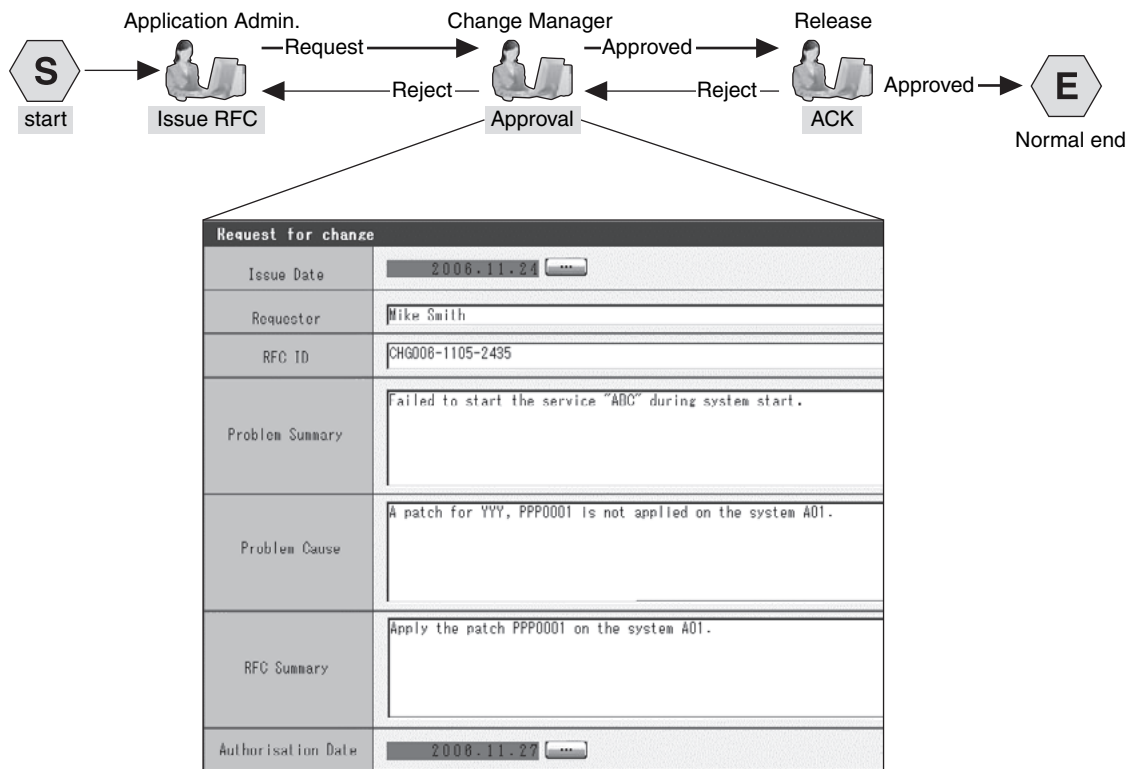 Application Admin.
Change Manager
Release
S
Request
Approved
Reject
Reject
Approved
E
start
Issue RFC
Approval
ACK
Normal end
Request for change
Issue Date
2006.11.24
...
Requester
Mike Smith
RFC ID
CHG006-1105-2435
Problem Summary
Failed to start the service "ABC" during system start.
Problem Cause
A patch for YYY, PPP0001 is not applied on the system A01.
RFC Summary
Apply the patch PPP0001 on the system A01.
Authorisation Date
2006.11.27
...